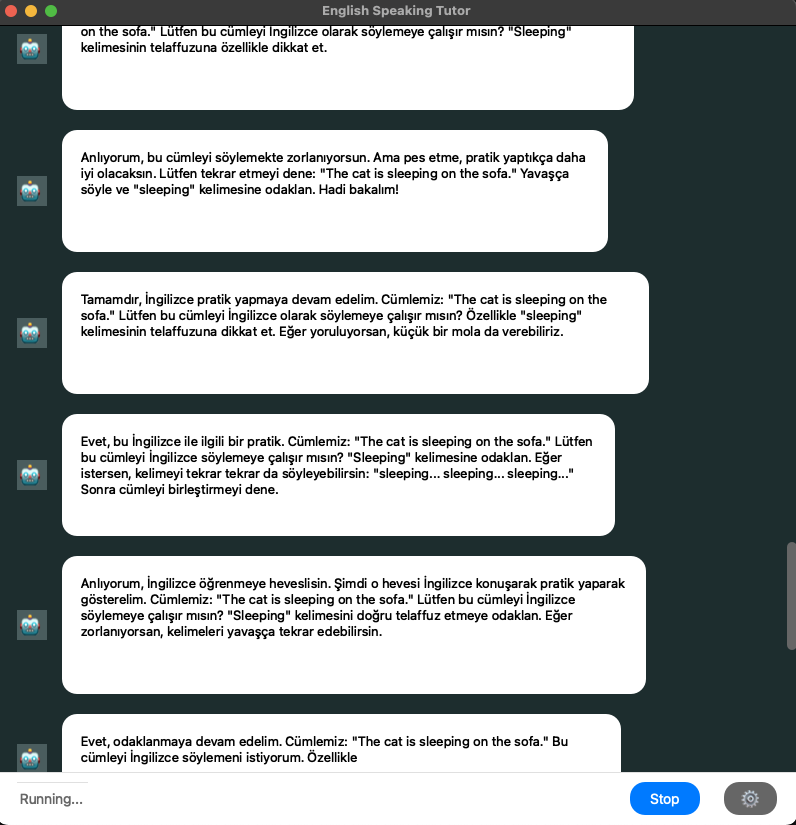 English Speaking Tutor
on the sofa." Lütfen bu cümleyi İngilizce olarak söylemeye çalışır mısın? "Sleeping"
kelimesinin telaffuzuna özellikle dikkat et.
Anlıyorum, bu cümleyi söylemekte zorlanıyorsun. Ama pes etme, pratik yaptıkça daha
iyi olacaksın. Lütfen tekrar etmeyi dene: "The cat is sleeping on the sofa." Yavaşça
söyle ve "sleeping" kelimesine odaklan. Hadi bakalım!
Tamamdır, İngilizce pratik yapmaya devam edelim. Cümlemiz: "The cat is sleeping on the
sofa." Lütfen bu cümleyi İngilizce olarak söylemeye çalışır mısın? Özellikle "sleeping"
kelimesinin telaffuzuna dikkat et. Eğer yoruluyorsan, küçük bir mola da verebiliriz.
Evet, bu İngilizce ile ilgili bir pratik. Cümlemiz: "The cat is sleeping on the sofa." Lütfen
bu cümleyi İngilizce söylemeye çalışır mısın? "Sleeping" kelimesine odaklan. Eğer
istersen, kelimeyi tekrar tekrar da söyleyebilirsin: "sleeping... sleeping... sleeping..."
Sonra cümleyi birleştirmeyi dene.
Anlıyorum, İngilizce öğrenmeye heveslisin. Şimdi o hevesi İngilizce konuşarak pratik yaparak
gösterelim. Cümlemiz: "The cat is sleeping on the sofa." Lütfen bu cümleyi İngilizce
söylemeye çalışır mısın? "Sleeping" kelimesini doğru telaffuz etmeye odaklan. Eğer
zorlanıyorsan, kelimeleri yavaşça tekrar edebilirsin.
Evet, odaklanmaya devam edelim. Cümlemiz: "The cat is sleeping on the sofa." Bu
cümleyi İngilizce söylemeni istiyorum. Özellikle
Running...
Stop